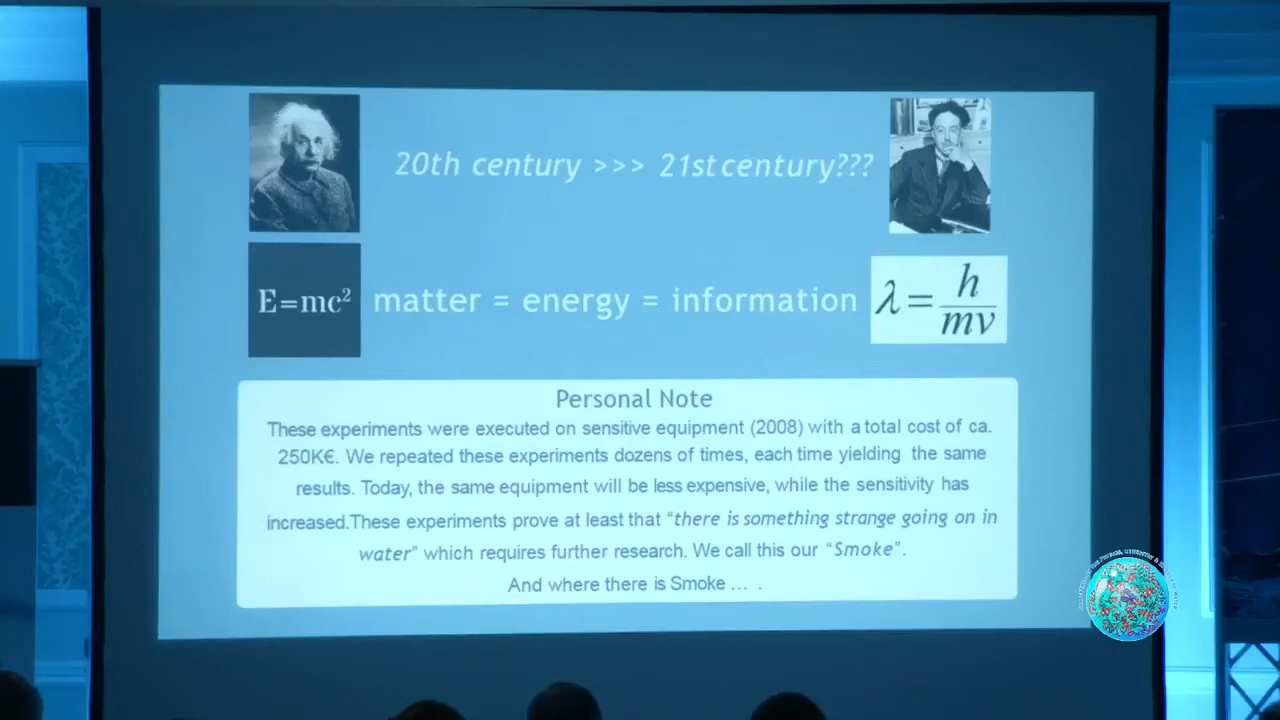 20th century >>> 21st century???
E=mc²
matter = energy = information
λ = h/mv
Personal Note
These experiments were executed on sensitive equipment (2008) with a total cost of ca.
250K€. We repeated these experiments dozens of times, each time yielding the same
results. Today, the same equipment will be less expensive, while the sensitivity has
increased.These experiments prove at least that “there is something strange going on in
water” which requires further research. We call this our “Smoke”.
And where there is Smoke ... .